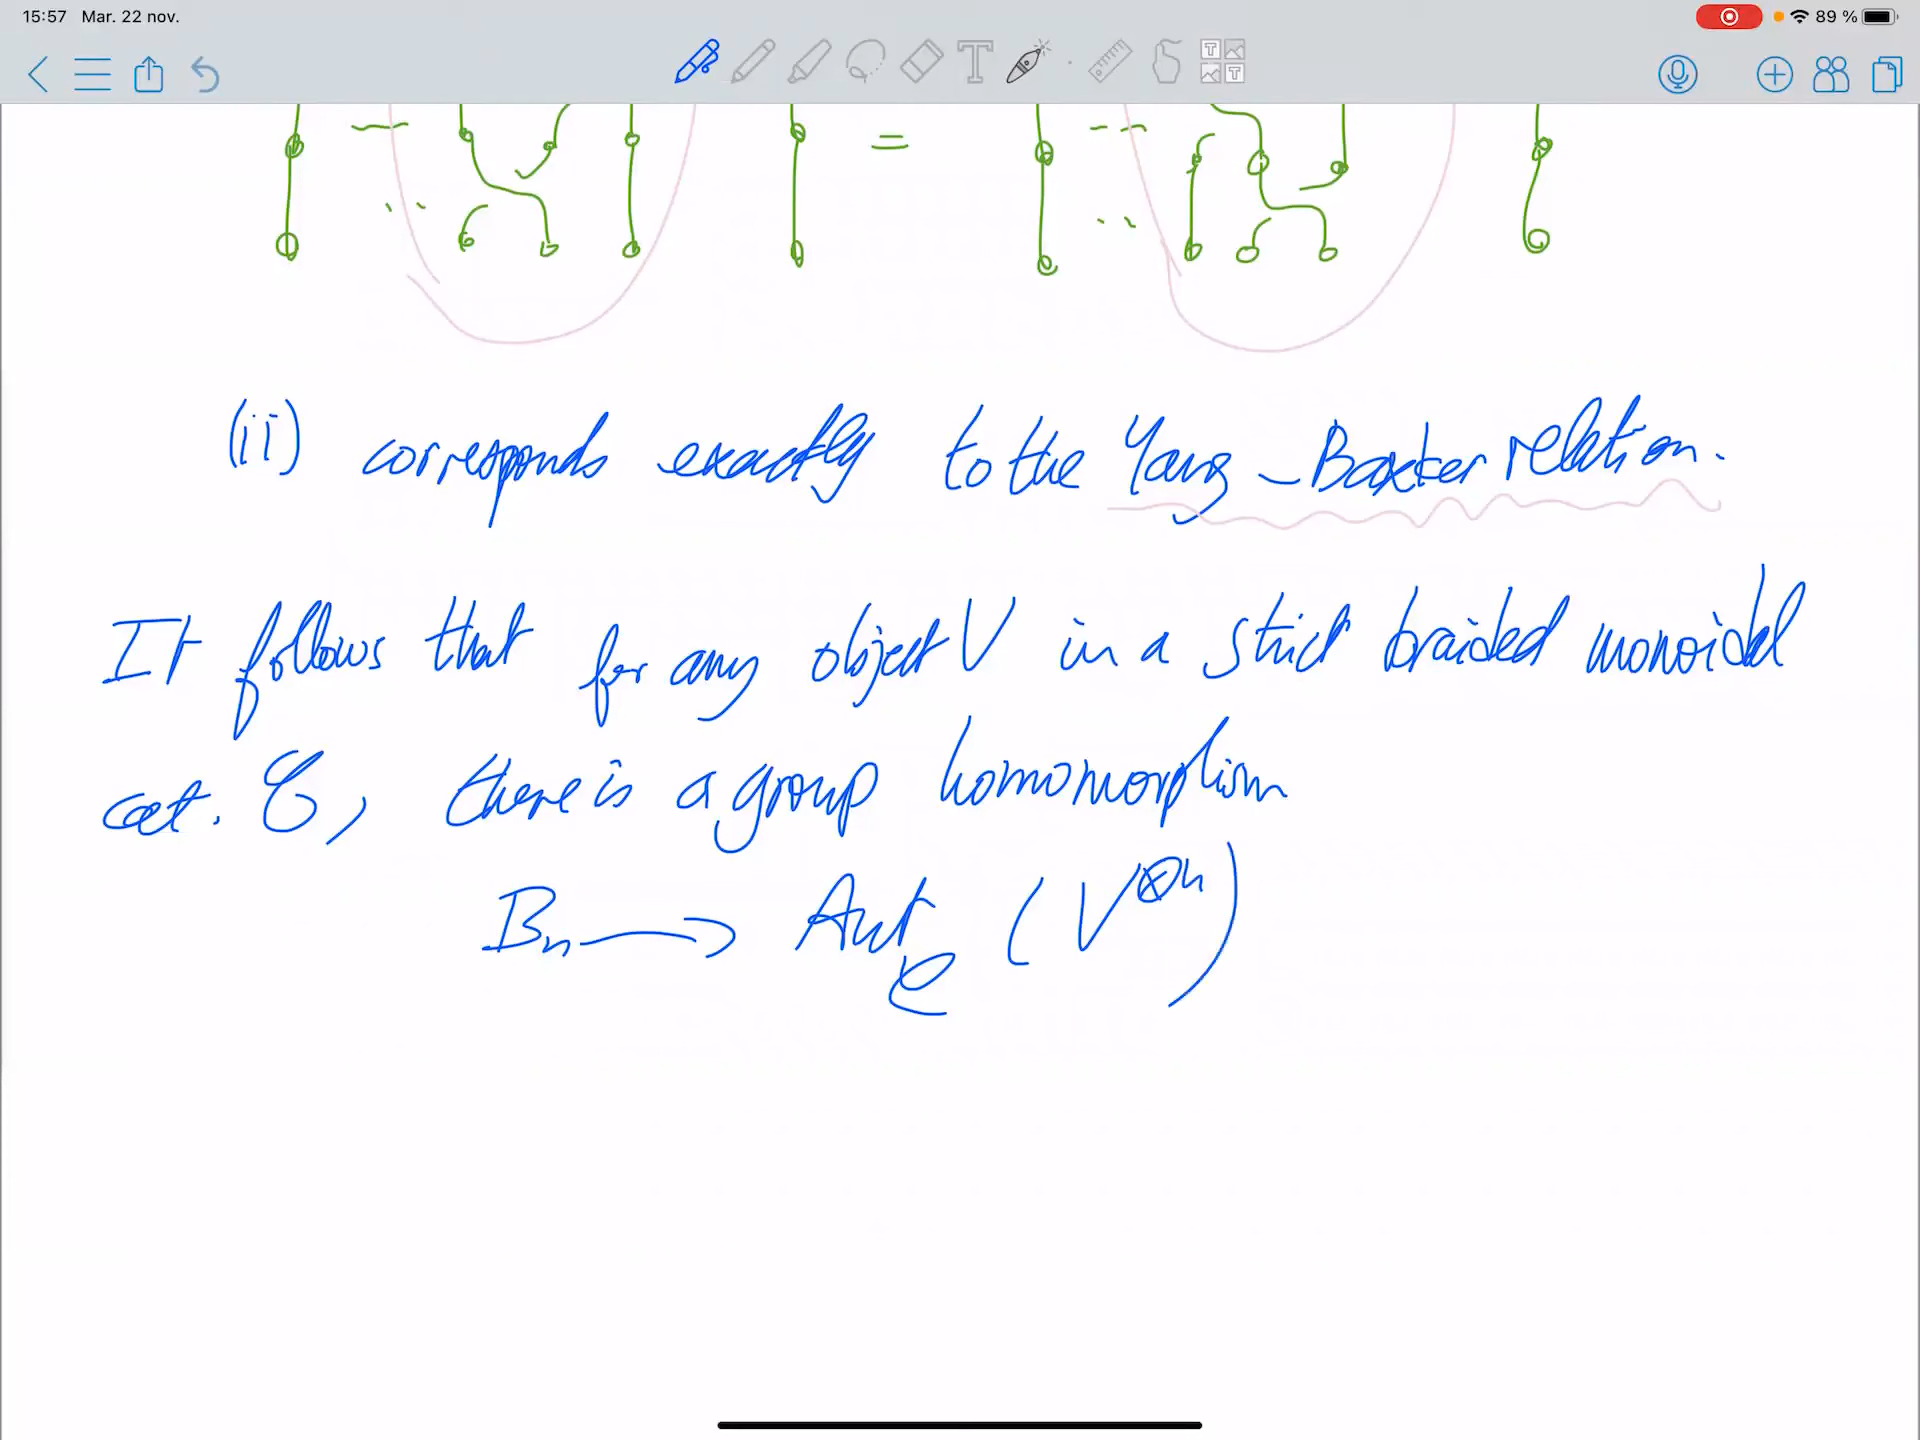 15:57 Mar. 22 nov. 89 %
=
(ii) corresponds exactly to the Yang-Baxter relation.
It follows that for any object V in a strict braided monoidal
cat. 𝒞, there is a group homomorphism
Bₙ → Aut_𝒞 (V^⊗n)